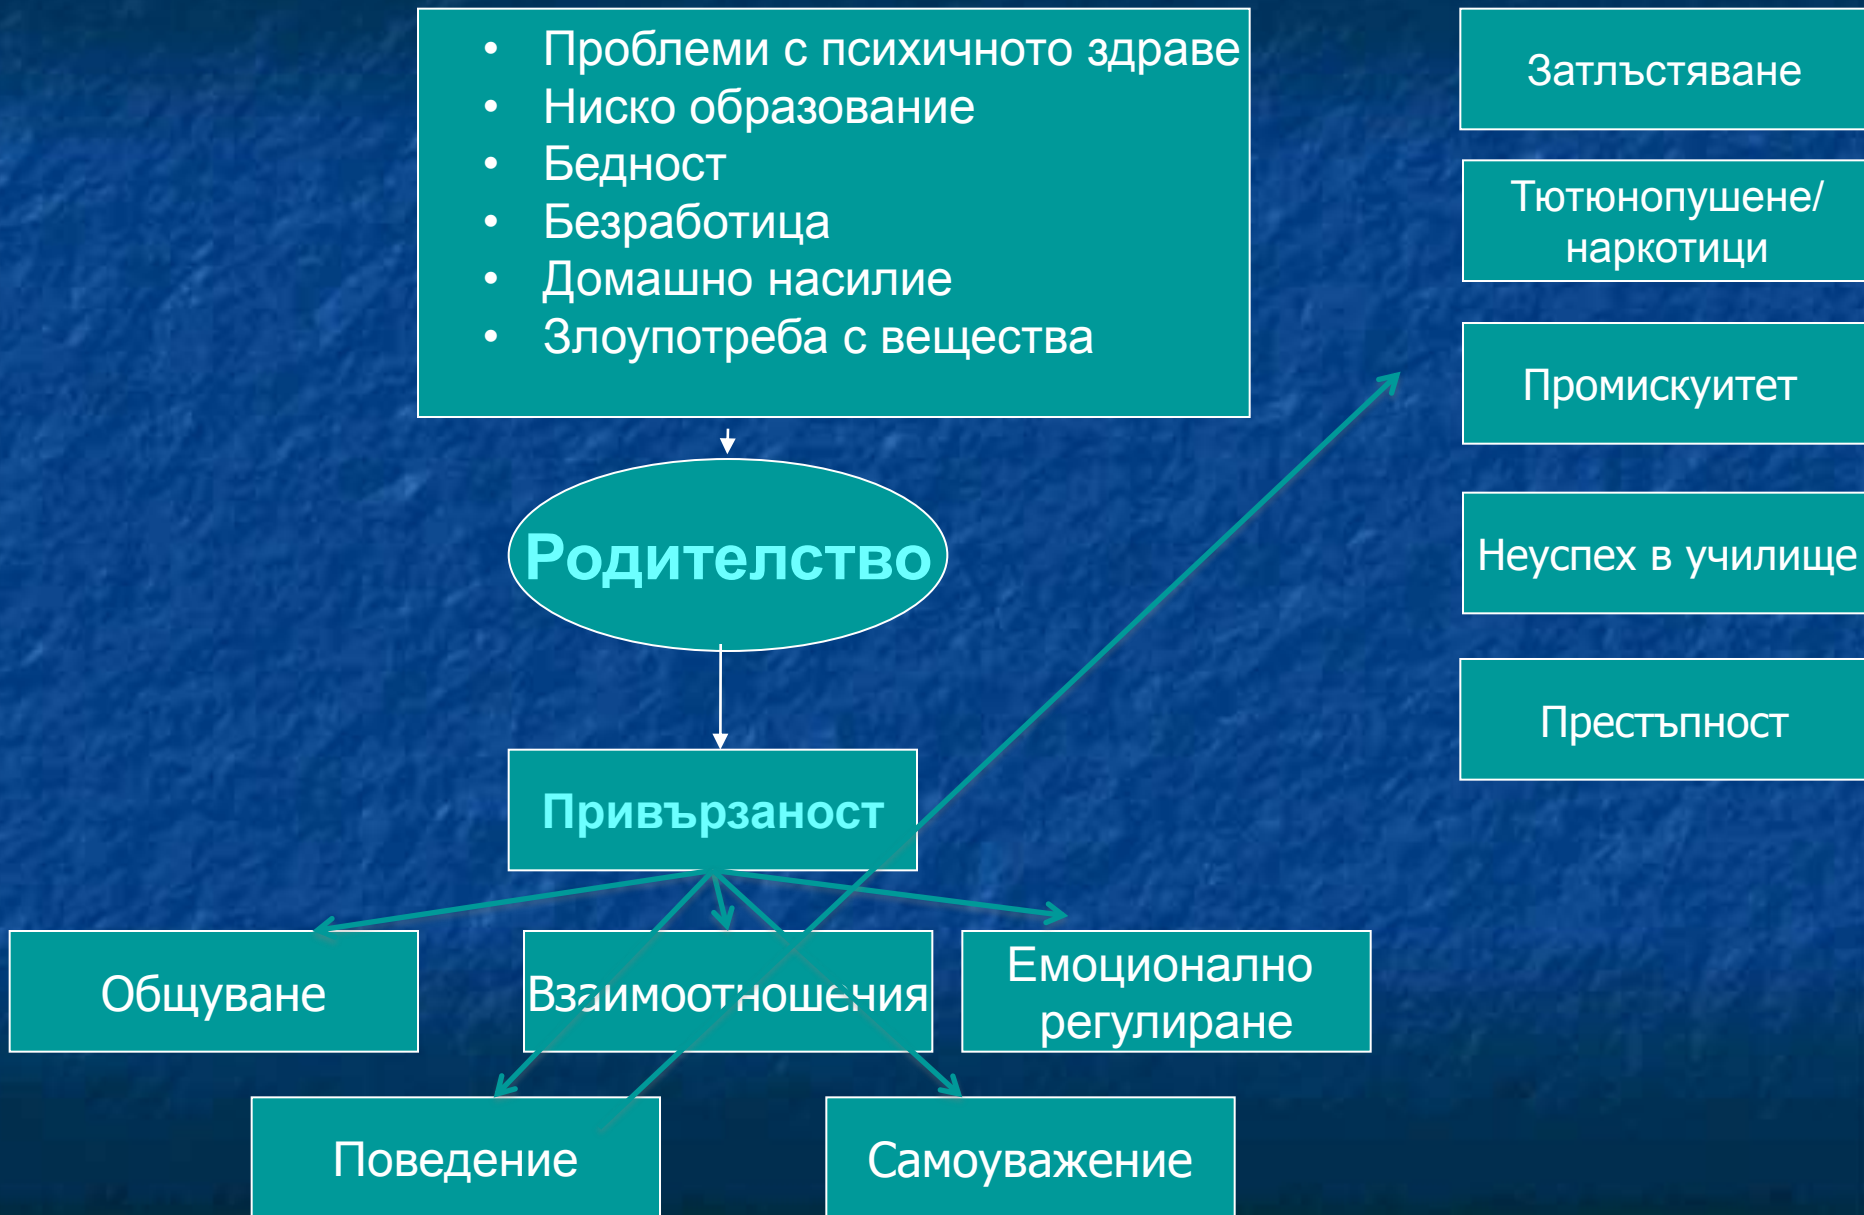 • Проблеми с психичното здраве
• Ниско образование
• Бедност
• Безработица
• Домашно насилие
• Злоупотреба с вещества
Родителство
Привързаност
Общуване
Взаимоотношения
Емоционално
регулиране
Поведение
Самоуважение
Затлъстяване
Тютюнопушене/
наркотици
Промискуитет
Неуспех в училище
Престъпност